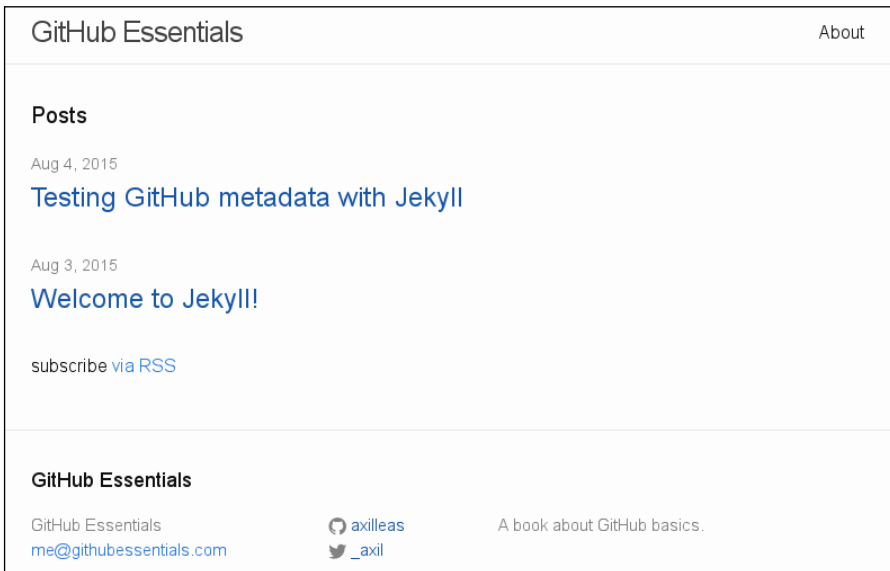 GitHub Essentials
About
Posts
Aug 4, 2015
Testing GitHub metadata with Jekyll
Aug 3, 2015
Welcome to Jekyll!
subscribe via RSS
GitHub Essentials
GitHub Essentials
me@githubessentials.com
axilleas
_axil
A book about GitHub basics.